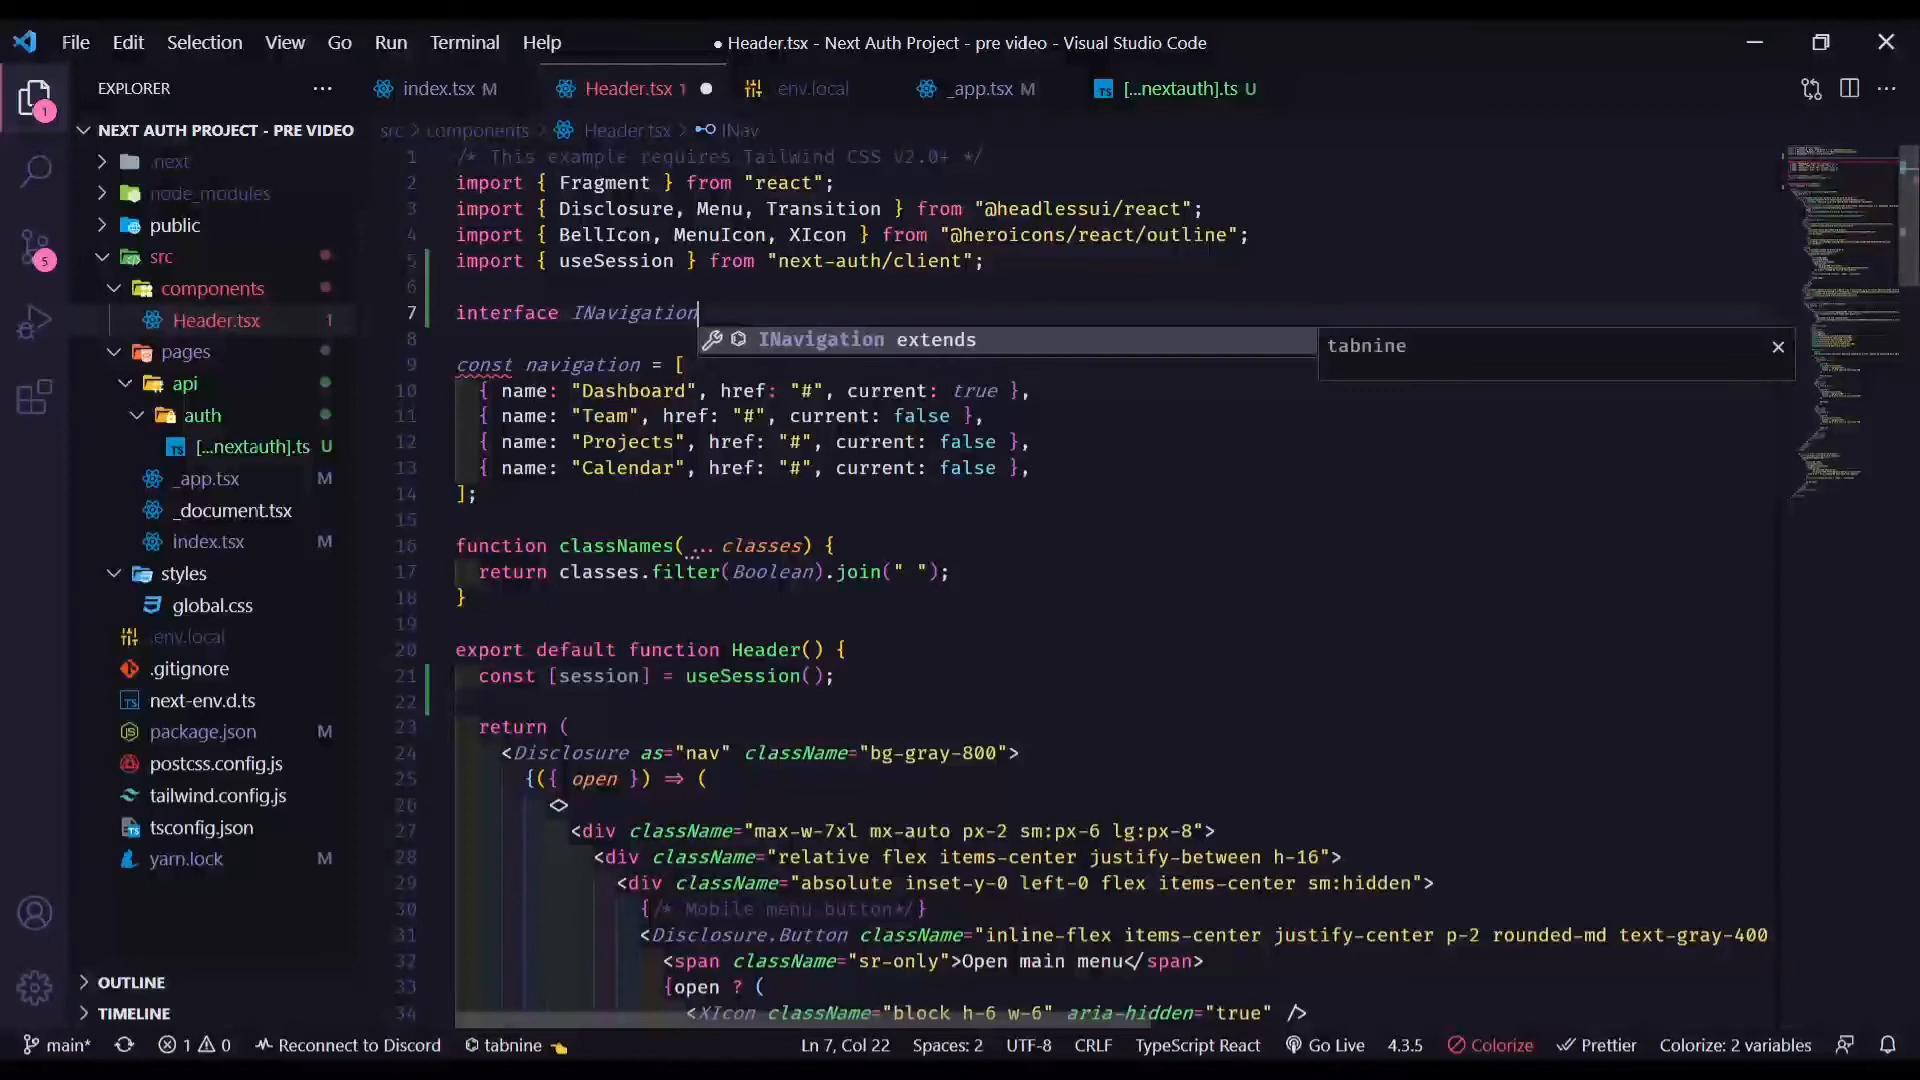 File Edit Selection View Go Run Terminal Help ● Header.tsx - Next Auth Project - pre video - Visual Studio Code
EXPLORER
index.tsx M
Header.tsx 1
env.local
_app.tsx M
[...nextauth].ts U
1
5
NEXT AUTH PROJECT - PRE VIDEO
.next
node_modules
public
src
components
Header.tsx 1
pages
api
auth
[...nextauth].ts U
_app.tsx M
_document.tsx
index.tsx M
styles
global.css
.env.local
.gitignore
next-env.d.ts
package.json M
postcss.config.js
tailwind.config.js
tsconfig.json
yarn.lock M
OUTLINE
TIMELINE
src > components > Header.tsx > INav
1 /* This example requires Tailwind CSS v2.0+ */
2 import { Fragment } from "react";
3 import { Disclosure, Menu, Transition } from "@headlessui/react";
4 import { BellIcon, MenuIcon, XIcon } from "@heroicons/react/outline";
5 import { useSession } from "next-auth/client";
6
7 interface INavigation
INavigation extends
tabnine
8
9 const navigation = [
10 { name: "Dashboard", href: "#", current: true },
11 { name: "Team", href: "#", current: false },
12 { name: "Projects", href: "#", current: false },
13 { name: "Calendar", href: "#", current: false },
14 ];
15
16 function classNames(...classes) {
17 return classes.filter(Boolean).join(" ");
18 }
19
20 export default function Header() {
21 const [session] = useSession();
22
23 return (
24 <Disclosure as="nav" className="bg-gray-800">
25 {({ open }) => (
26 <>
27 <div className="max-w-7xl mx-auto px-2 sm:px-6 lg:px-8">
28 <div className="relative flex items-center justify-between h-16">
29 <div className="absolute inset-y-0 left-0 flex items-center sm:hidden">
30 {/* Mobile menu button*/}
31 <Disclosure.Button className="inline-flex items-center justify-center p-2 rounded-md text-gray-400
32 <span className="sr-only">Open main menu</span>
33 {open ? (
34 <XIcon className="block h-6 w-6" aria-hidden="true" />
main* 1 0 Reconnect to Discord tabnine Ln 7, Col 22 Spaces: 2 UTF-8 CRLF TypeScript React Go Live 4.3.5 Colorize Prettier Colorize: 2 variables